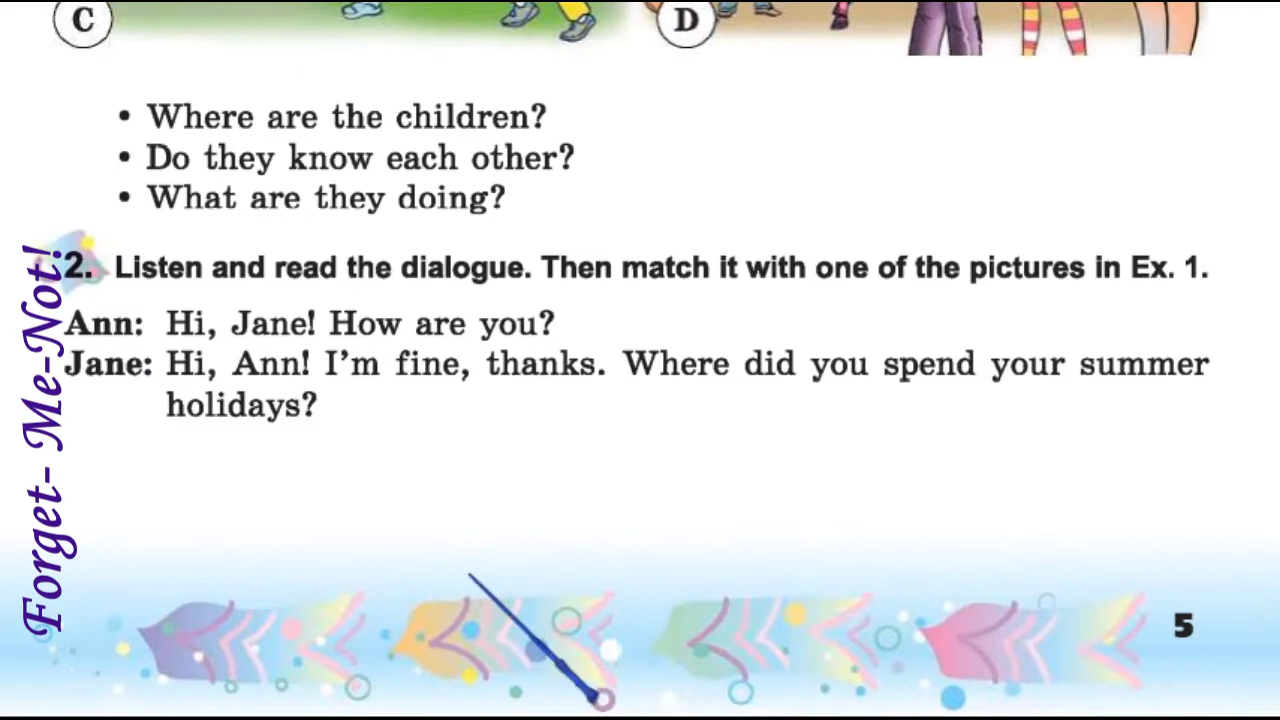 C
D
• Where are the children?
• Do they know each other?
• What are they doing?
2. Listen and read the dialogue. Then match it with one of the pictures in Ex. 1.
Ann: Hi, Jane! How are you?
Jane: Hi, Ann! I'm fine, thanks. Where did you spend your summer
holidays?
Forget- Me-Not!
5